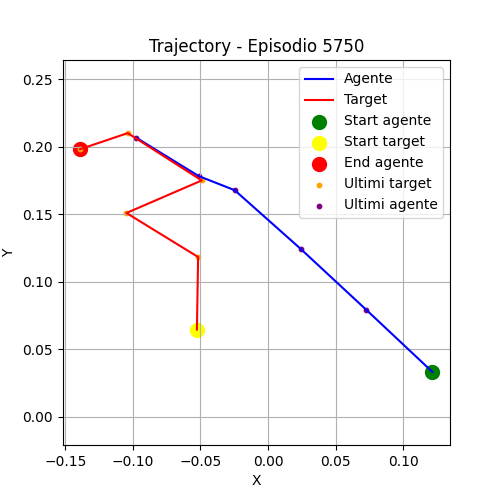 Trajectory - Episodio 5750
Agente
Target
Start agente
Start target
End agente
Ultimi target
Ultimi agente
Y
0.25
0.20
0.15
0.10
0.05
0.00
−0.15
−0.10
−0.05
0.00
0.05
0.10
X